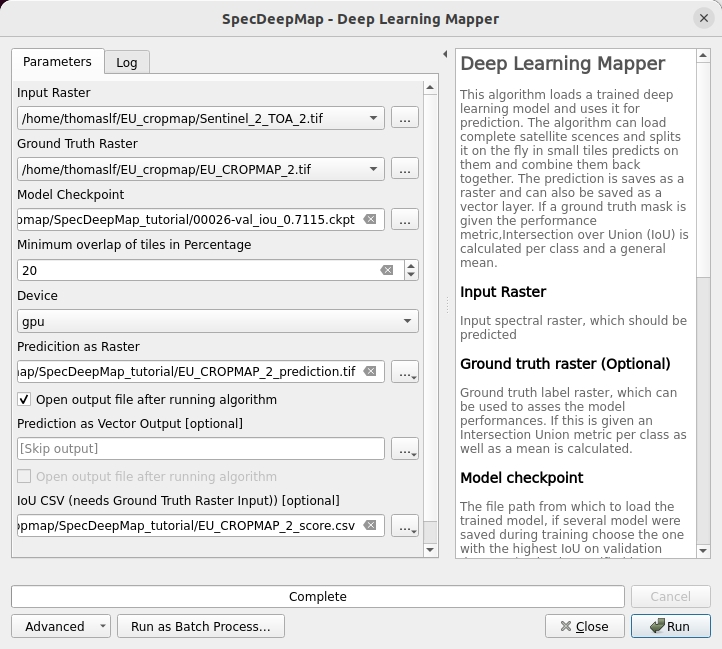 SpecDeepMap - Deep Learning Mapper
Parameters
Log
Input Raster
/home/thomaslf/EU_cropmap/Sentinel_2_TOA_2.tif
...
Ground Truth Raster
/home/thomaslf/EU_cropmap/EU_CROPMAP_2.tif
...
Model Checkpoint
pmap/SpecDeepMap_tutorial/00026-val_iou_0.7115.ckpt
...
Minimum overlap of tiles in Percentage
20
Device
gpu
Predicition as Raster
ap/SpecDeepMap_tutorial/EU_CROPMAP_2_prediction.tif
...
Open output file after running algorithm
Prediction as Vector Output [optional]
[Skip output]
...
Open output file after running algorithm
IoU CSV (needs Ground Truth Raster Input)) [optional]
opmap/SpecDeepMap_tutorial/EU_CROPMAP_2_score.csv
...
Deep Learning Mapper
This algorithm loads a trained deep
learning model and uses it for
prediction. The algorithm can load
complete satellite scences and splits
it on the fly in small tiles predicts on
them and combine them back
together. The prediction is saves as a
raster and can also be saved as a
vector layer. If a ground truth mask is
given the performance
metric,Intersection over Union (IoU) is
calculated per class and a general
mean.
Input Raster
Input spectral raster, which should be
predicted
Ground truth raster (Optional)
Ground truth label raster, which can
be used to asses the model
performances. If this is given an
Intersection Union metric per class as
well as a mean is calculated.
Model checkpoint
The file path from which to load the
trained model, if several model were
saved during training choose the one
with the highest IoU on validation
Complete
Cancel
Advanced
Run as Batch Process...
Close
Run